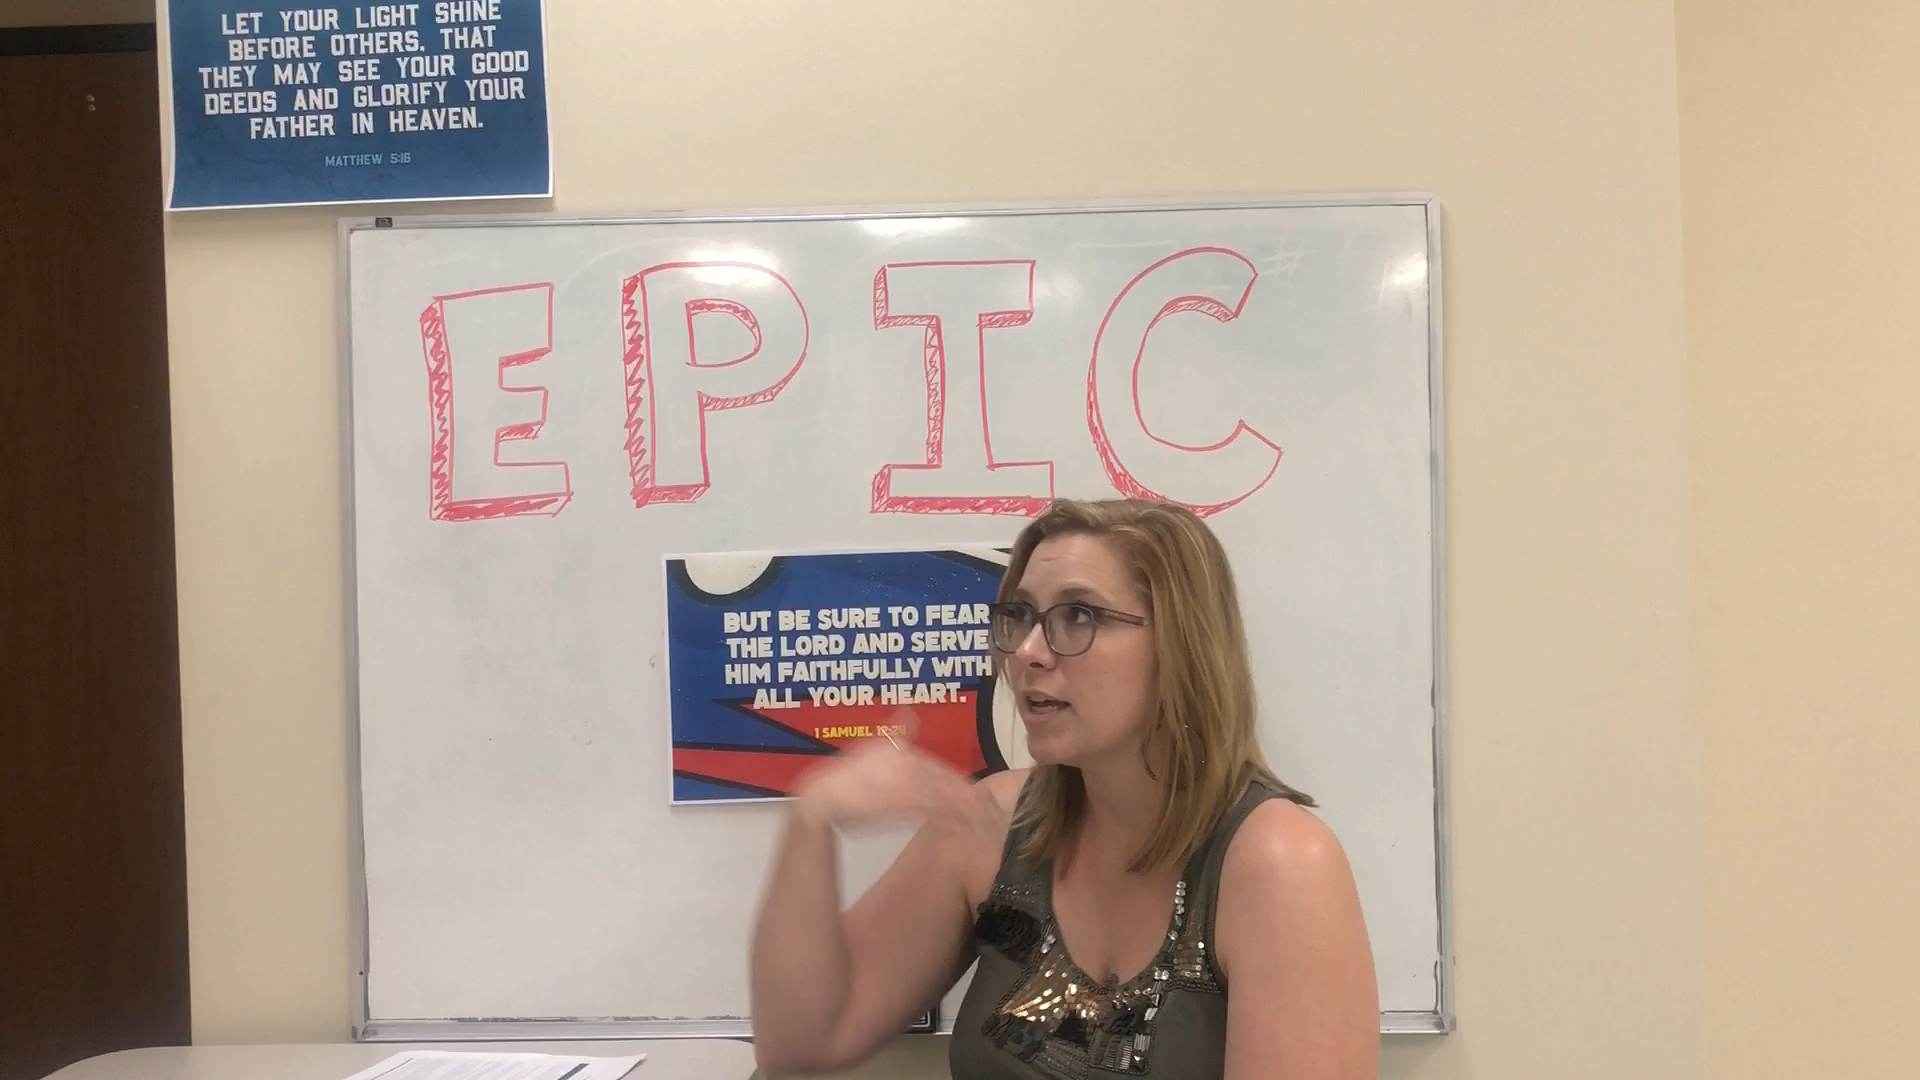 LET YOUR LIGHT SHINE
BEFORE OTHERS, THAT
THEY MAY SEE YOUR GOOD
DEEDS AND GLORIFY YOUR
FATHER IN HEAVEN.
MATTHEW 5:16
EPIC
BUT BE SURE TO FEAR
THE LORD AND SERVE
HIM FAITHFULLY WITH
ALL YOUR HEART.
1 SAMUEL